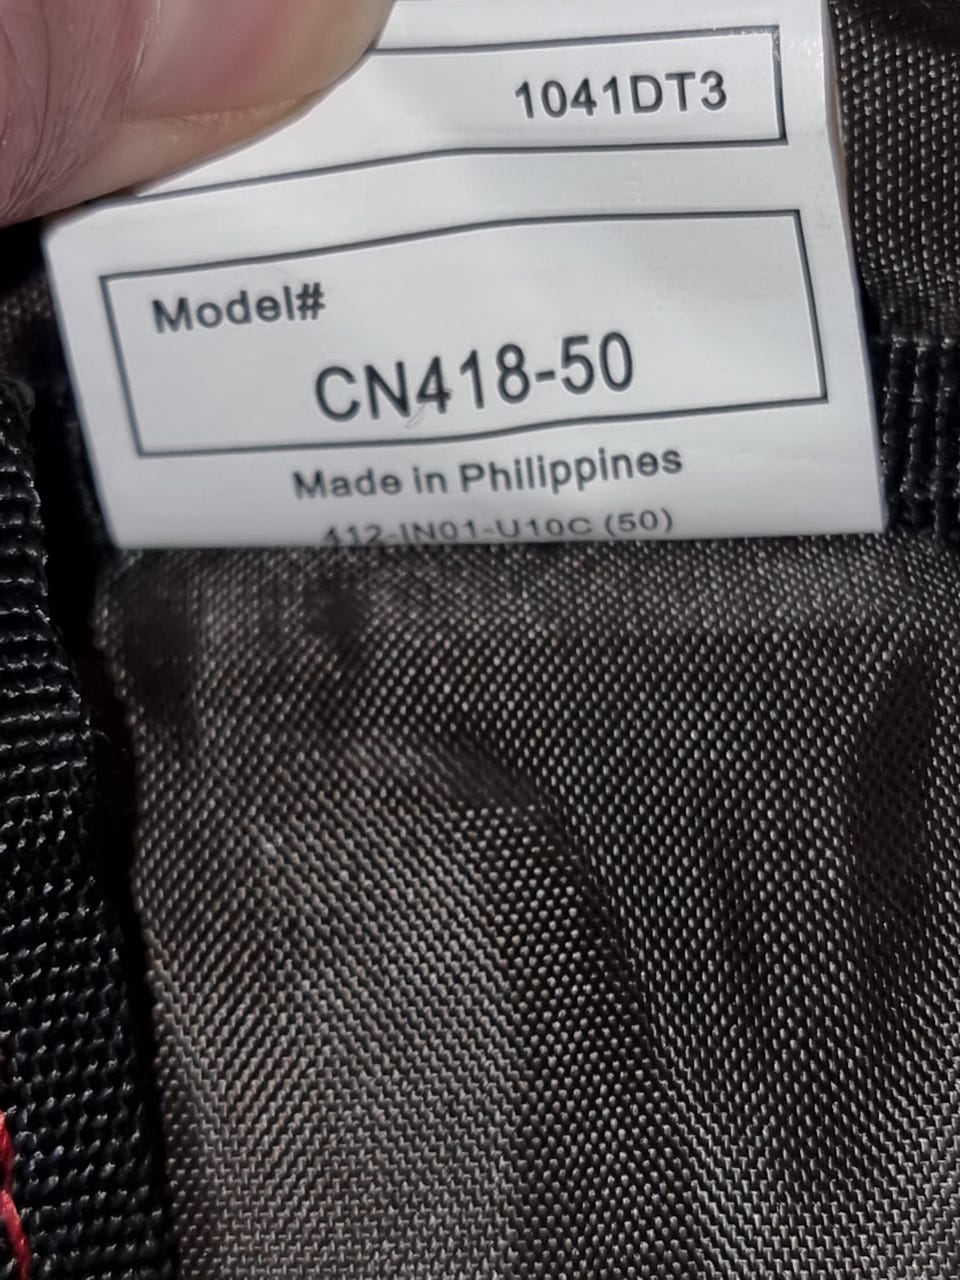 1041DT3
Model#
CN418-50
Made in Philippines
412-IN01-U10C (50)